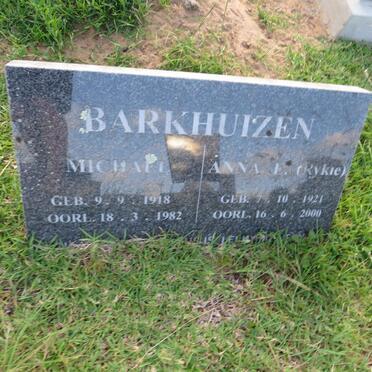 BARKHUIZEN
MICHAEL ANNA E. (Rykie)
GEB. 9. 9. 1918 GEB. 7. 10. 1921
OORL. 18. 3. 1982 OORL. 16. 6. 2000